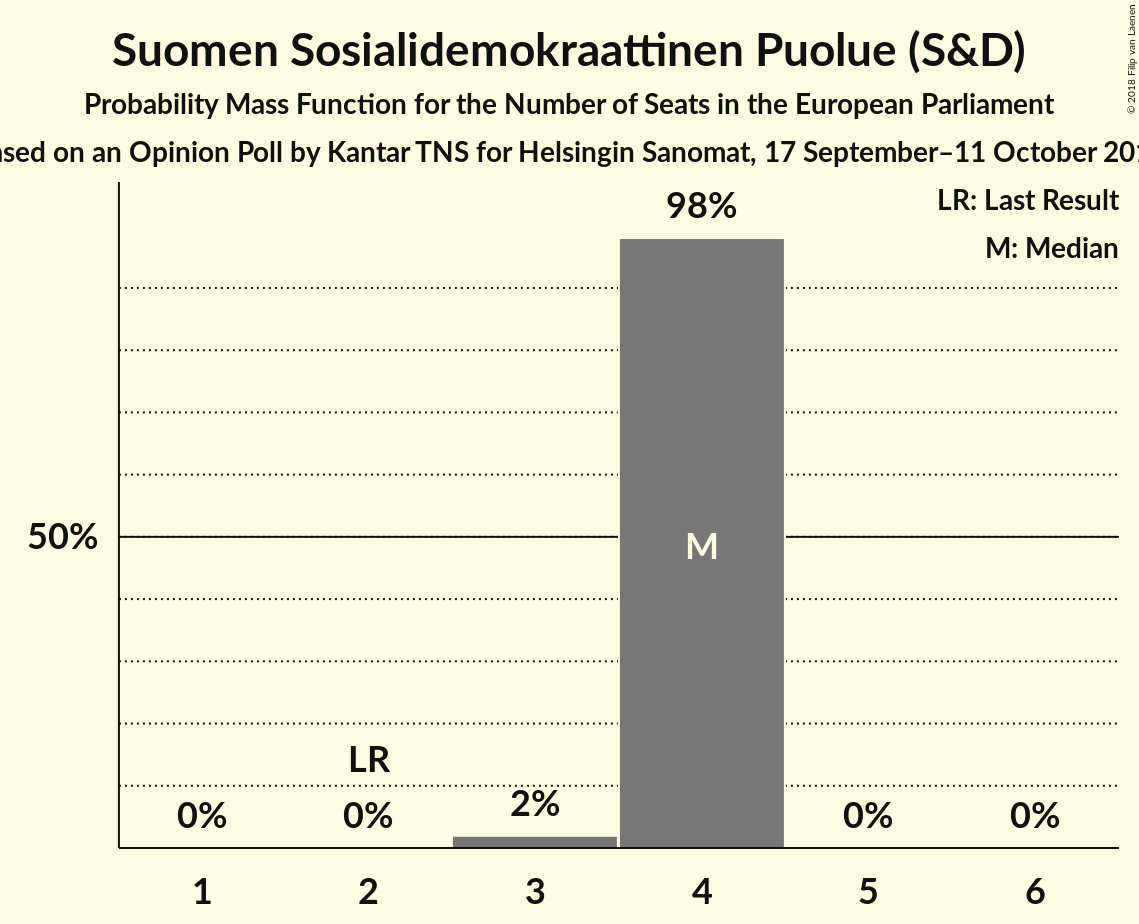 Suomen Sosialidemokraattinen Puolue (S&D)
Probability Mass Function for the Number of Seats in the European Parliament
on an Opinion Poll by Kantar TNS for Helsingin Sanomat, 17 September–11 October
© 2018 Filip van Laenen
LR: Last Result
M: Median
98%
50%
M
LR
0% 0% 2% 0% 0%
1 2 3 4 5 6